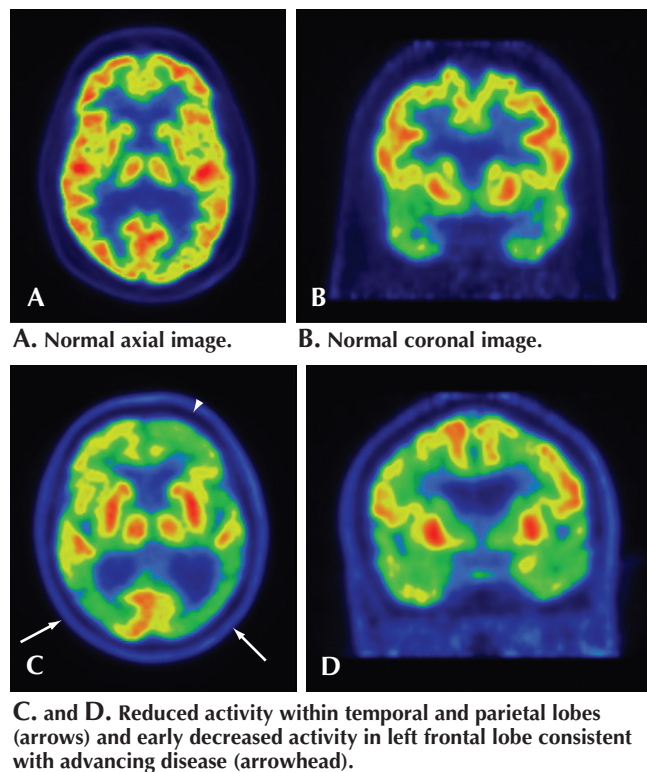 A
B
A. Normal axial image.
B. Normal coronal image.
C
D
C. and D. Reduced activity within temporal and parietal lobes
(arrows) and early decreased activity in left frontal lobe consistent
with advancing disease (arrowhead).